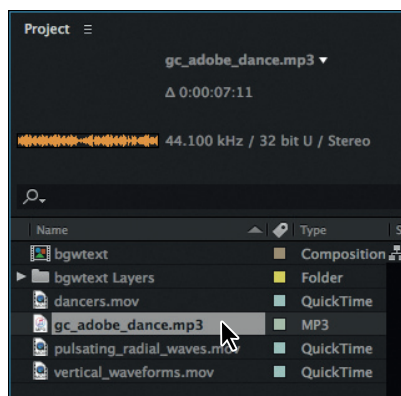 Project
gc_adobe_dance.mp3
Δ 0:00:07:11
44.100 kHz / 32 bit U / Stereo
Name Type S
bgwtext Composition
bgwtext Layers Folder
dancers.mov QuickTime
gc_adobe_dance.mp3 MP3
pulsating_radial_waves.mov QuickTime
vertical_waveforms.mov QuickTime